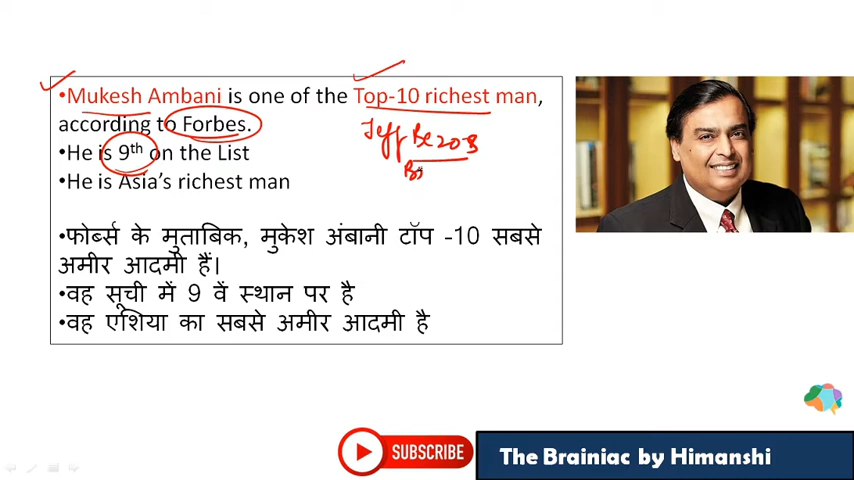 •Mukesh Ambani is one of the Top-10 richest man,
according to Forbes.
Jeff Bezos
•He is 9th on the List
•He is Asia's richest man
•फोर्ब्स के मुताबिक, मुकेश अंबानी टॉप -10 सबसे
अमीर आदमी हैं।
•वह सूची में 9 वें स्थान पर है
•वह एशिया का सबसे अमीर आदमी है
SUBSCRIBE
The Brainiac by Himanshi